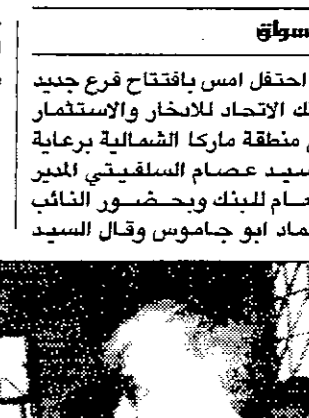 سواق
احتفل امس بافتتاح فرع جديد
ك الاتحاد للادخار والاستثمار
منطقة ماركا الشمالية برعاية
سيد عصام السلفيتي المدير
عام للبنك وبحضور النائب
ماد ابو جاموس وقال السيد